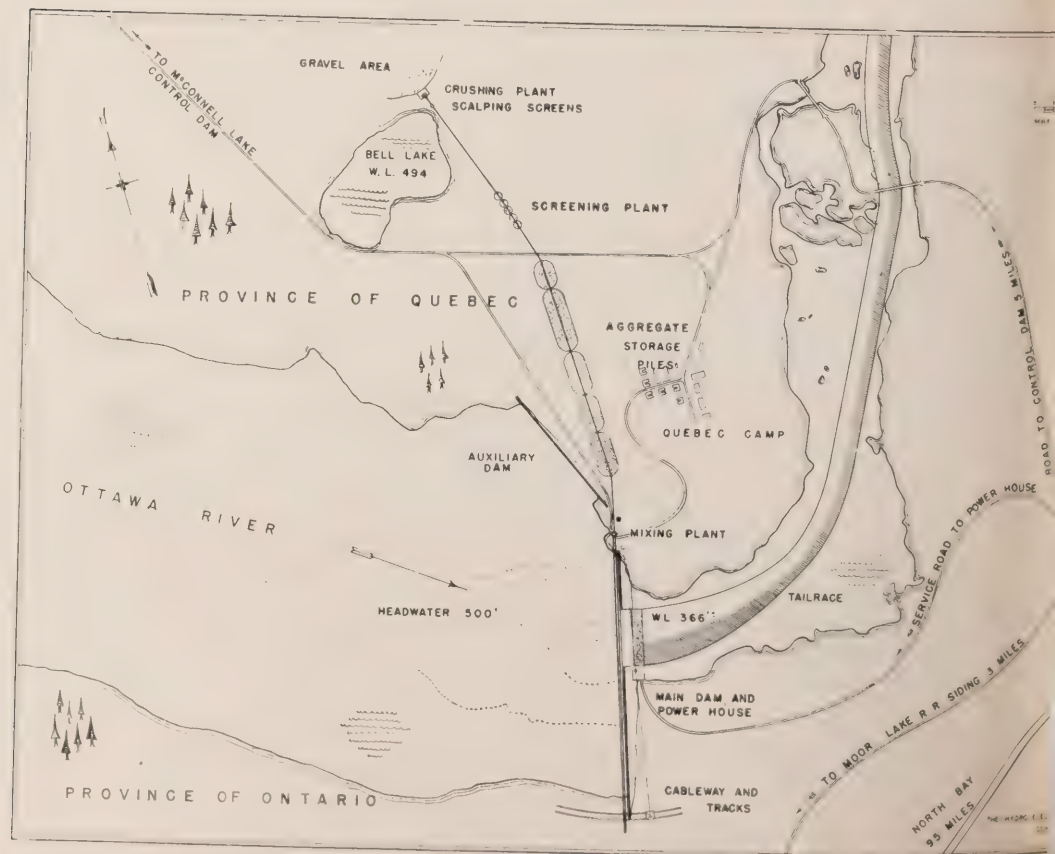 TO McCONNELL LAKE
CONTROL DAM
GRAVEL AREA
CRUSHING PLANT
SCALPING SCREENS
BELL LAKE
W. L. 494
SCREENING PLANT
PROVINCE OF QUEBEC
AGGREGATE
STORAGE
PILES
QUEBEC CAMP
ROAD TO CONTROL DAM 5 MILES
AUXILIARY
DAM
OTTAWA RIVER
MIXING PLANT
SERVICE ROAD TO POWER HOUSE
HEADWATER 500'
WL 366'
TAILRACE
MAIN DAM AND
POWER HOUSE
TO MOOR LAKE R R SIDING 3 MILES
PROVINCE OF ONTARIO
CABLEWAY AND
TRACKS
NORTH BAY
95 MILES